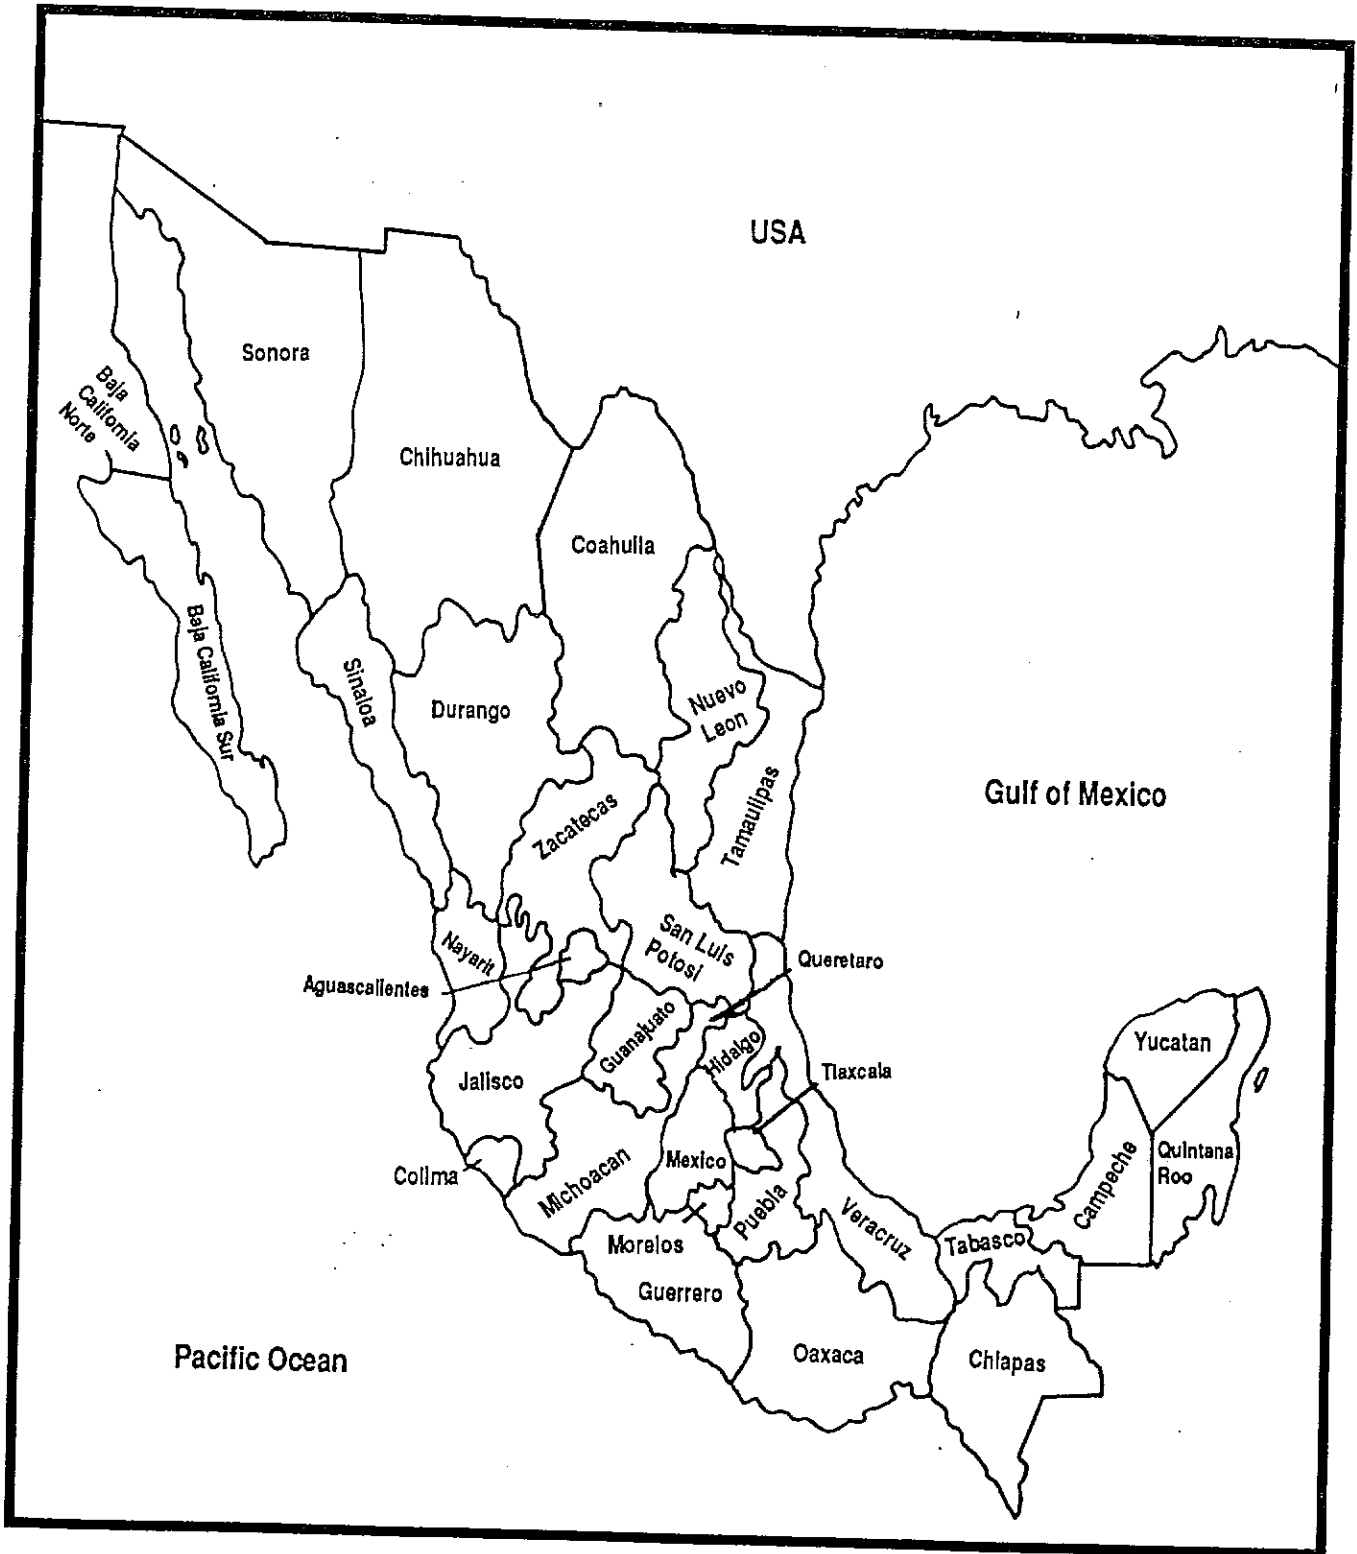 USA
Sonora
Baja
California
Norte
Chihuahua
Coahuila
Baja California Sur
Sinaloa
Durango
Nuevo
Leon
Tamaulipas
Gulf of Mexico
Zacatecas
San Luis
Potosi
Nayarit
Queretaro
Aguascalientes
Guanajuato
Hidalgo
Yucatan
Jalisco
Tlaxcala
Quintana
Roo
Campeche
Colima
Michoacan
Mexico
Puebla
Veracruz
Morelos
Tabasco
Guerrero
Pacific Ocean
Oaxaca
Chiapas